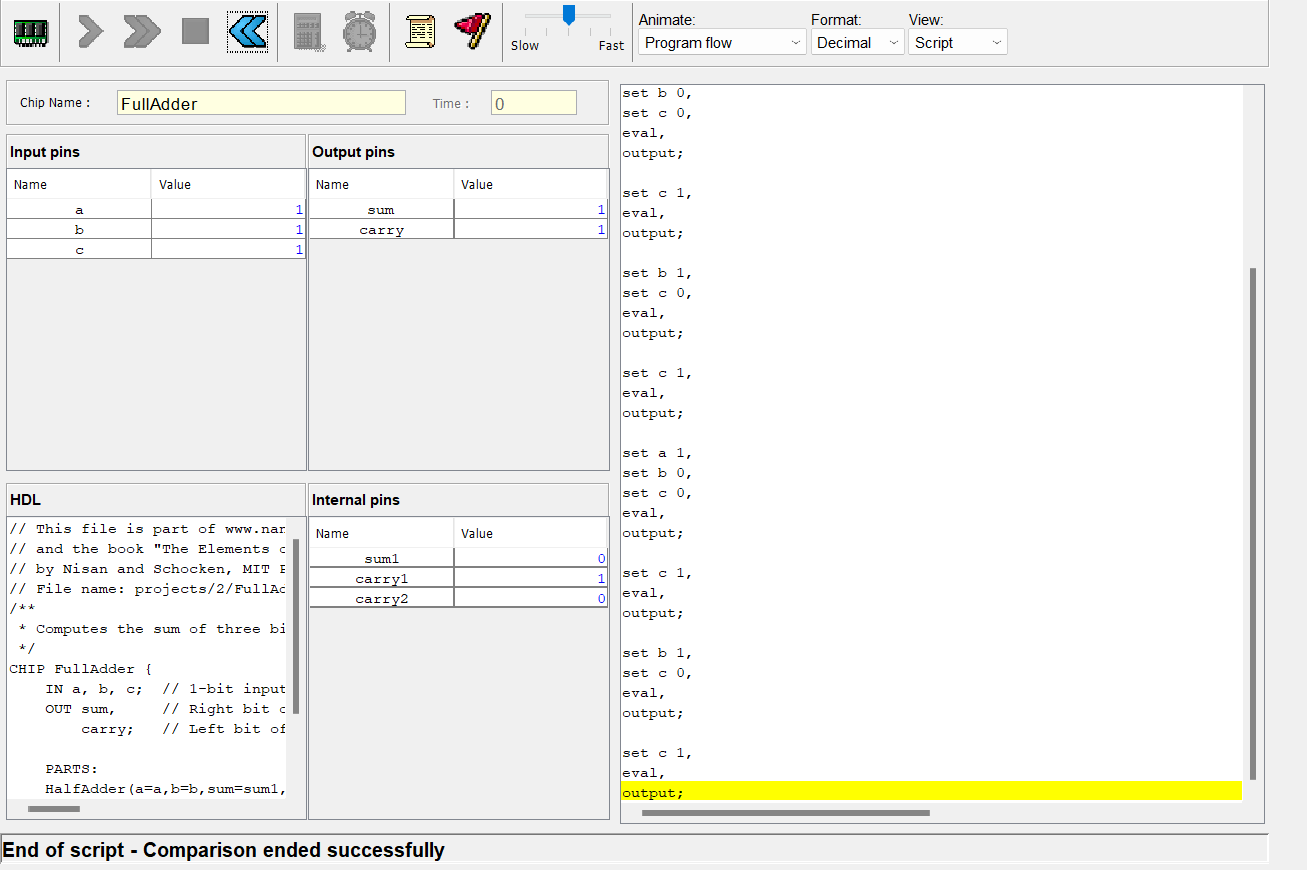 Slow Fast
Animate:
Program flow
Format:
Decimal
View:
Script
Chip Name :
FullAdder
Time :
0
Input pins
Name Value
a 1
b 1
c 1
Output pins
Name Value
sum 1
carry 1
HDL
// This file is part of www.nan
// and the book "The Elements o
// by Nisan and Schocken, MIT P
// File name: projects/2/FullAd
/**
* Computes the sum of three bi
*/
CHIP FullAdder {
IN a, b, c; // 1-bit input
OUT sum, // Right bit o
carry; // Left bit of
PARTS:
HalfAdder(a=a,b=b,sum=sum1,
Internal pins
Name Value
sum1 0
carry1 1
carry2 0
set b 0,
set c 0,
eval,
output;
set c 1,
eval,
output;
set b 1,
set c 0,
eval,
output;
set c 1,
eval,
output;
set a 1,
set b 0,
set c 0,
eval,
output;
set c 1,
eval,
output;
set b 1,
set c 0,
eval,
output;
set c 1,
eval,
output;
End of script - Comparison ended successfully